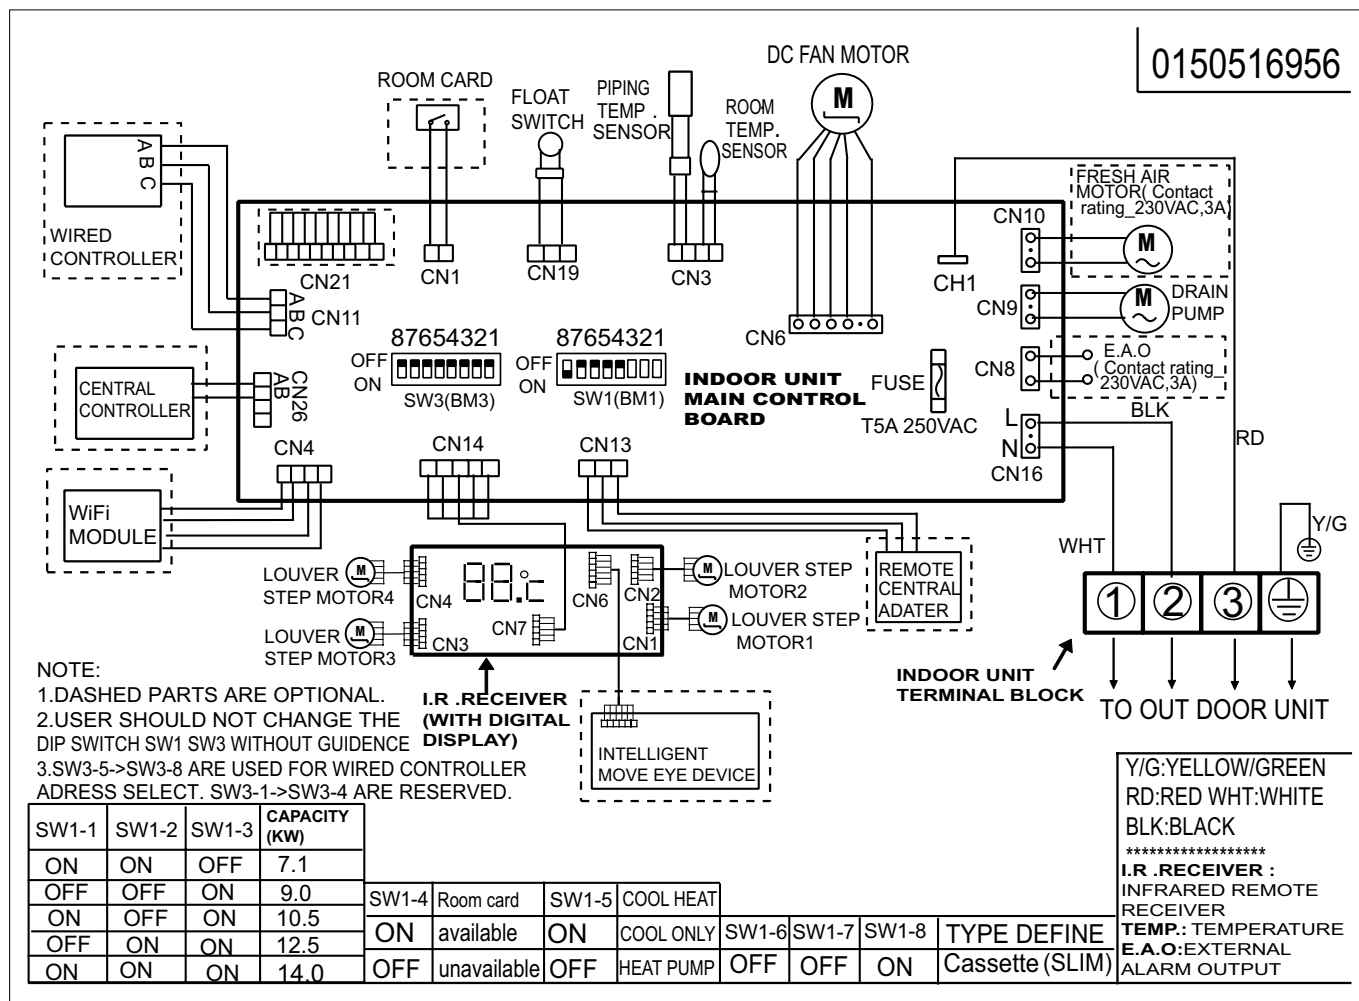 0150516956
DC FAN MOTOR
M
ROOM CARD
FLOAT
SWITCH
PIPING
TEMP .
SENSOR
ROOM
TEMP.
SENSOR
A B C
WIRED
CONTROLLER
FRESH AIR
MOTOR( Contact
rating_230VAC,3A)
M
CN10
CN21
CN1
CN19
CN3
CH1
CN9
M
DRAIN
PUMP
A B C
CN11
CN6
87654321
OFF
ON
SW3(BM3)
87654321
OFF
ON
SW1(BM1)
INDOOR UNIT
MAIN CONTROL
BOARD
FUSE
T5A 250VAC
CN8
E.A.O
( Contact rating_
230VAC,3A)
CENTRAL
CONTROLLER
A B
CN26
L
N
CN16
BLK
RD
CN4
CN14
CN13
WiFi
MODULE
WHT
Y/G
LOUVER
STEP MOTOR4
M
CN4
88.°c
CN6
CN2
M
LOUVER STEP
MOTOR2
REMOTE
CENTRAL
ADATER
LOUVER
STEP MOTOR3
M
CN3
CN7
CN1
M
LOUVER STEP
MOTOR1
1 2 3
INDOOR UNIT
TERMINAL BLOCK
TO OUT DOOR UNIT
I.R .RECEIVER
(WITH DIGITAL
DISPLAY)
INTELLIGENT
MOVE EYE DEVICE
NOTE:
1.DASHED PARTS ARE OPTIONAL.
2.USER SHOULD NOT CHANGE THE
DIP SWITCH SW1 SW3 WITHOUT GUIDENCE
3.SW3-5->SW3-8 ARE USED FOR WIRED CONTROLLER
ADRESS SELECT. SW3-1->SW3-4 ARE RESERVED.
SW1-1 SW1-2 SW1-3 CAPACITY (KW)
ON ON OFF 7.1
OFF OFF ON 9.0
ON OFF ON 10.5
OFF ON ON 12.5
ON ON ON 14.0
SW1-4 Room card SW1-5 COOL HEAT
ON available ON COOL ONLY
OFF unavailable OFF HEAT PUMP
SW1-6 SW1-7 SW1-8 TYPE DEFINE
OFF OFF ON Cassette (SLIM)
Y/G:YELLOW/GREEN
RD:RED WHT:WHITE
BLK:BLACK
******************
I.R .RECEIVER :
INFRARED REMOTE
RECEIVER
TEMP.: TEMPERATURE
E.A.O:EXTERNAL
ALARM OUTPUT